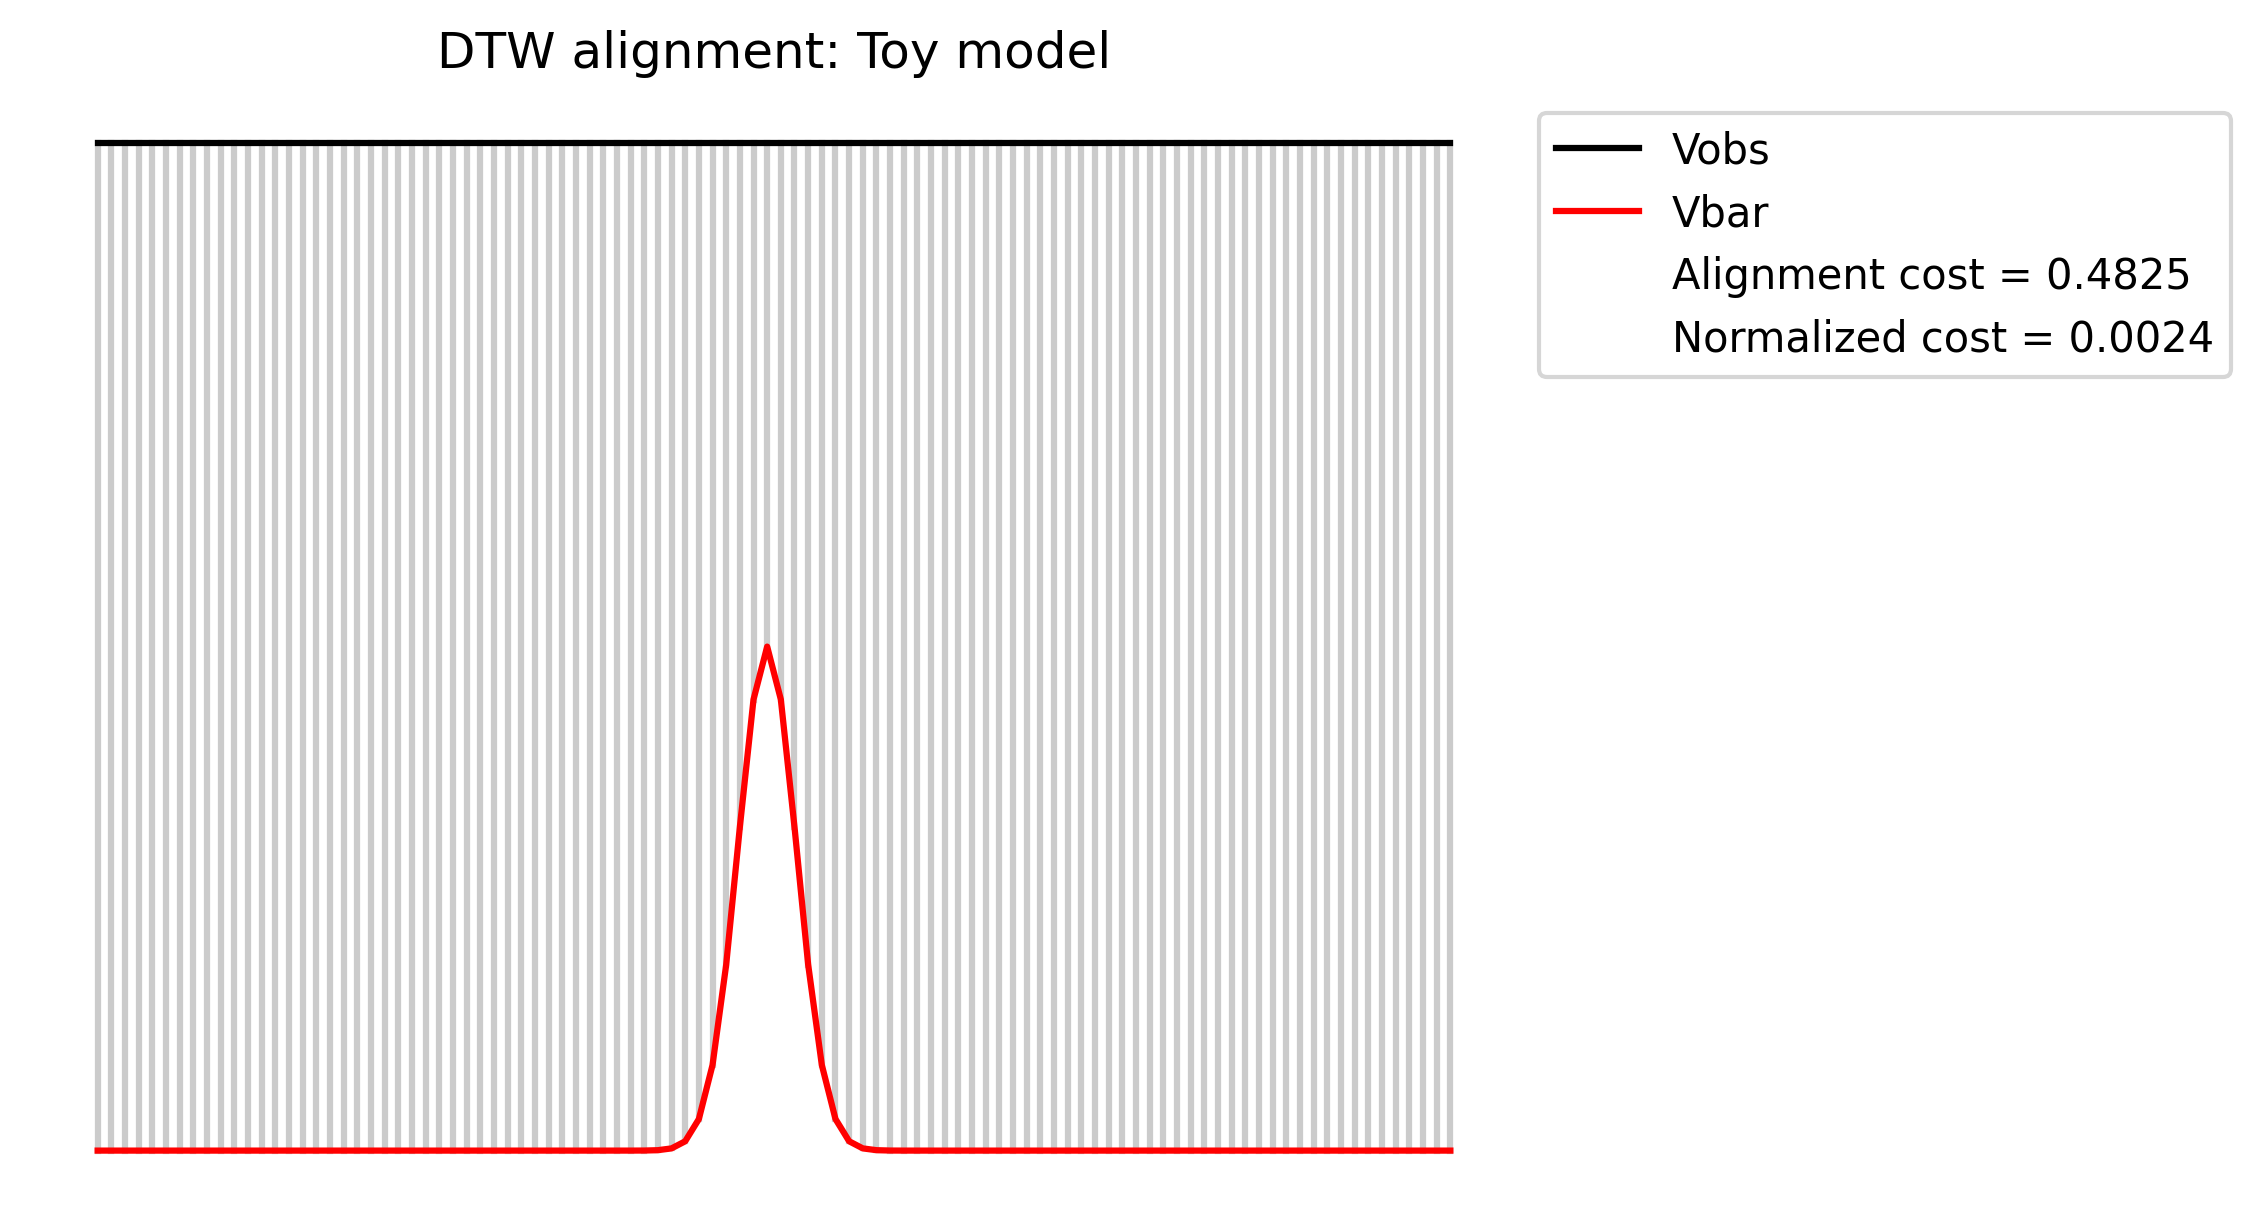 DTW alignment: Toy model
Vobs
Vbar
Alignment cost = 0.4825
Normalized cost = 0.0024